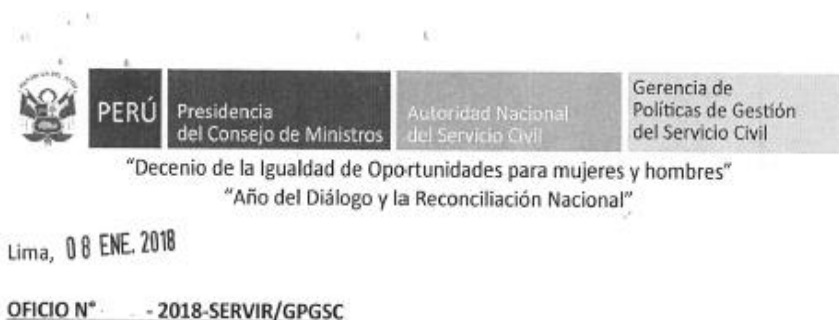 PERÚ
Presidencia
del Consejo de Ministros
Autoridad Nacional
del Servicio Civil
Gerencia de
Políticas de Gestión
del Servicio Civil
"Decenio de la Igualdad de Oportunidades para mujeres y hombres"
"Año del Diálogo y la Reconciliación Nacional"
Lima, 08 ENE. 2018
OFICIO N° - 2018-SERVIR/GPGSC